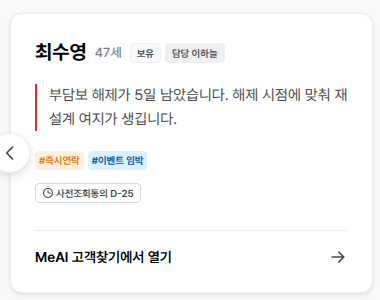 최수영 47세 보유 담당 이하늘
부담보 해제가 5일 남았습니다. 해제 시점에 맞춰 재
설계 여지가 생깁니다.
#즉시연락 #이벤트 임박
사전조회동의 D-25
MeAI 고객찾기에서 열기